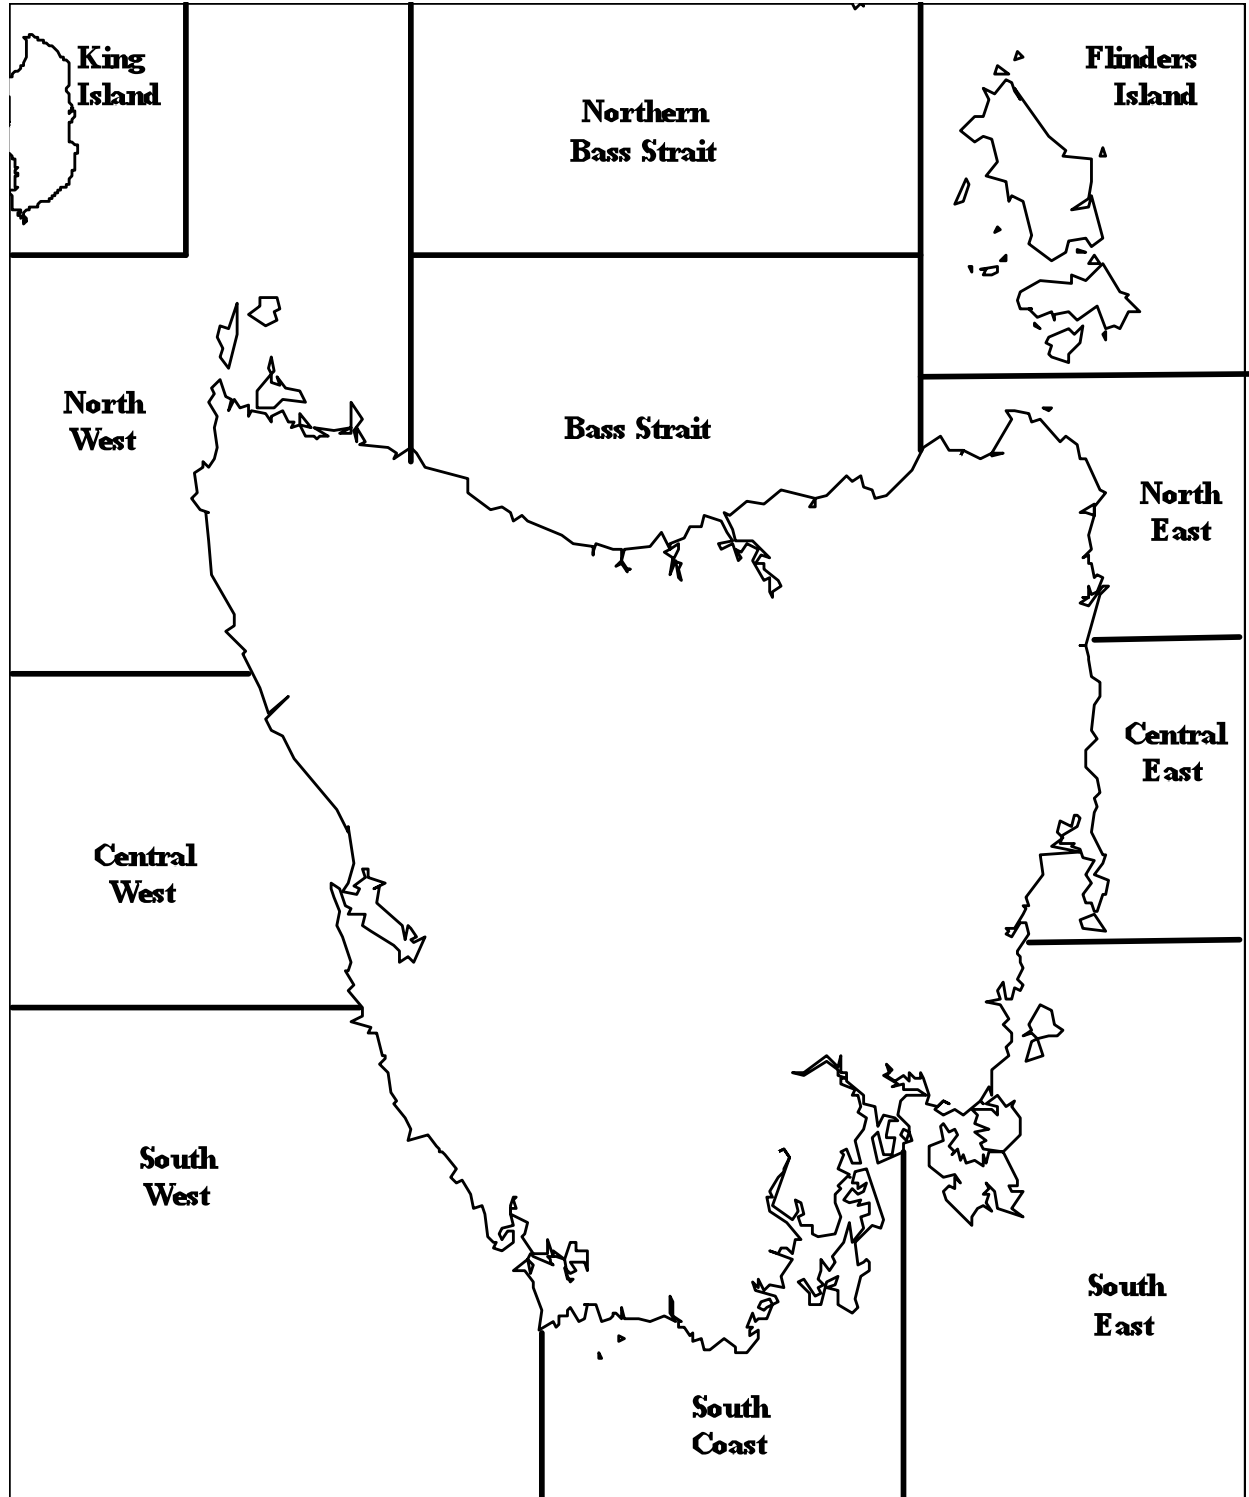 King
Island
Flinders
Island
Northern
Bass Strait
North
West
Bass Strait
North
East
Central
East
Central
West
South
West
South
East
South
Coast